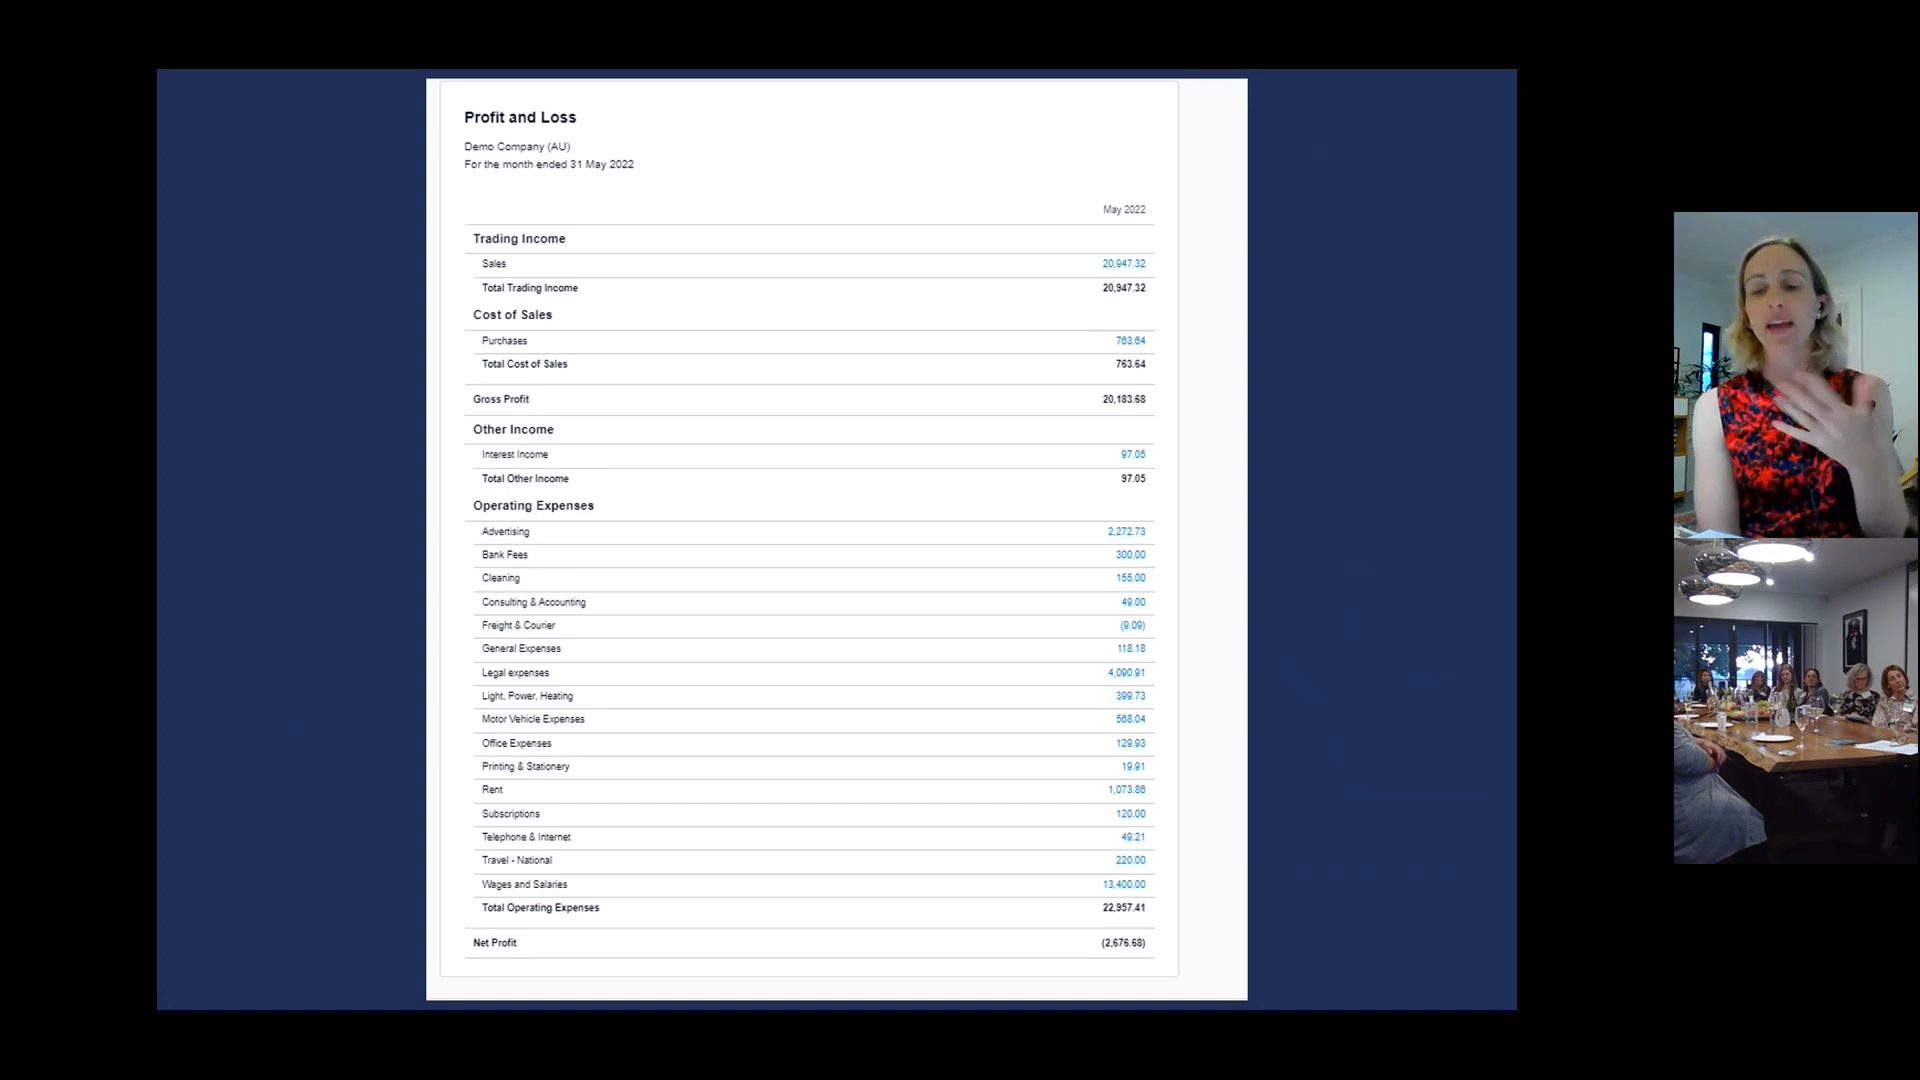 Profit and Loss
Demo Company (AU)
For the month ended 31 May 2022
May 2022
Trading Income
Sales 20,947.32
Total Trading Income 20,947.32
Cost of Sales
Purchases 763.64
Total Cost of Sales 763.64
Gross Profit 20,183.68
Other Income
Interest Income 97.05
Total Other Income 97.05
Operating Expenses
Advertising 2,272.73
Bank Fees 300.00
Cleaning 155.00
Consulting & Accounting 49.00
Freight & Courier (9.09)
General Expenses 118.18
Legal expenses 4,090.91
Light, Power, Heating 399.73
Motor Vehicle Expenses 568.04
Office Expenses 129.93
Printing & Stationery 19.91
Rent 1,073.86
Subscriptions 120.00
Telephone & Internet 49.21
Travel - National 220.00
Wages and Salaries 13,400.00
Total Operating Expenses 22,957.41
Net Profit (2,676.68)